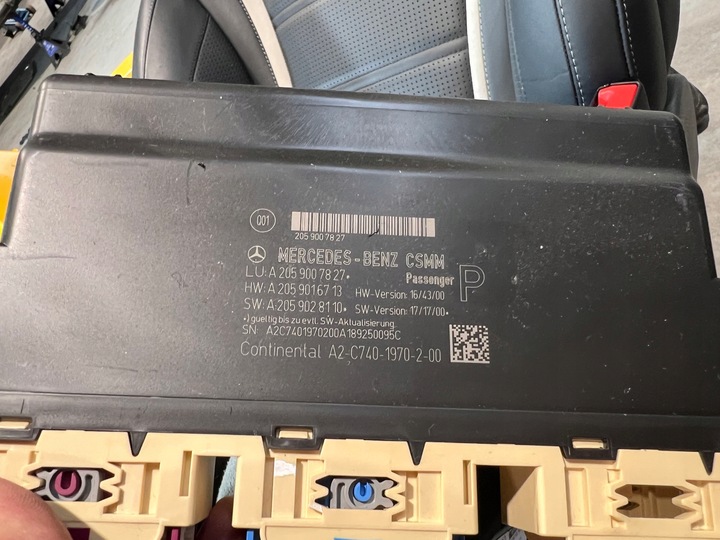 001
205 900 78 27
MERCEDES-BENZ CSMM
LU: A 205 900 78 27• Passenger P
HW: A 205 901 67 13 HW-Version: 16/43/00
SW: A 205 902 81 10• SW-Version: 17/17/00•
•) gueltig bis zu evtl. SW-Aktualisierung.
SN: A2C7401970200A189250095C
Continental A2-C740-1970-2-00